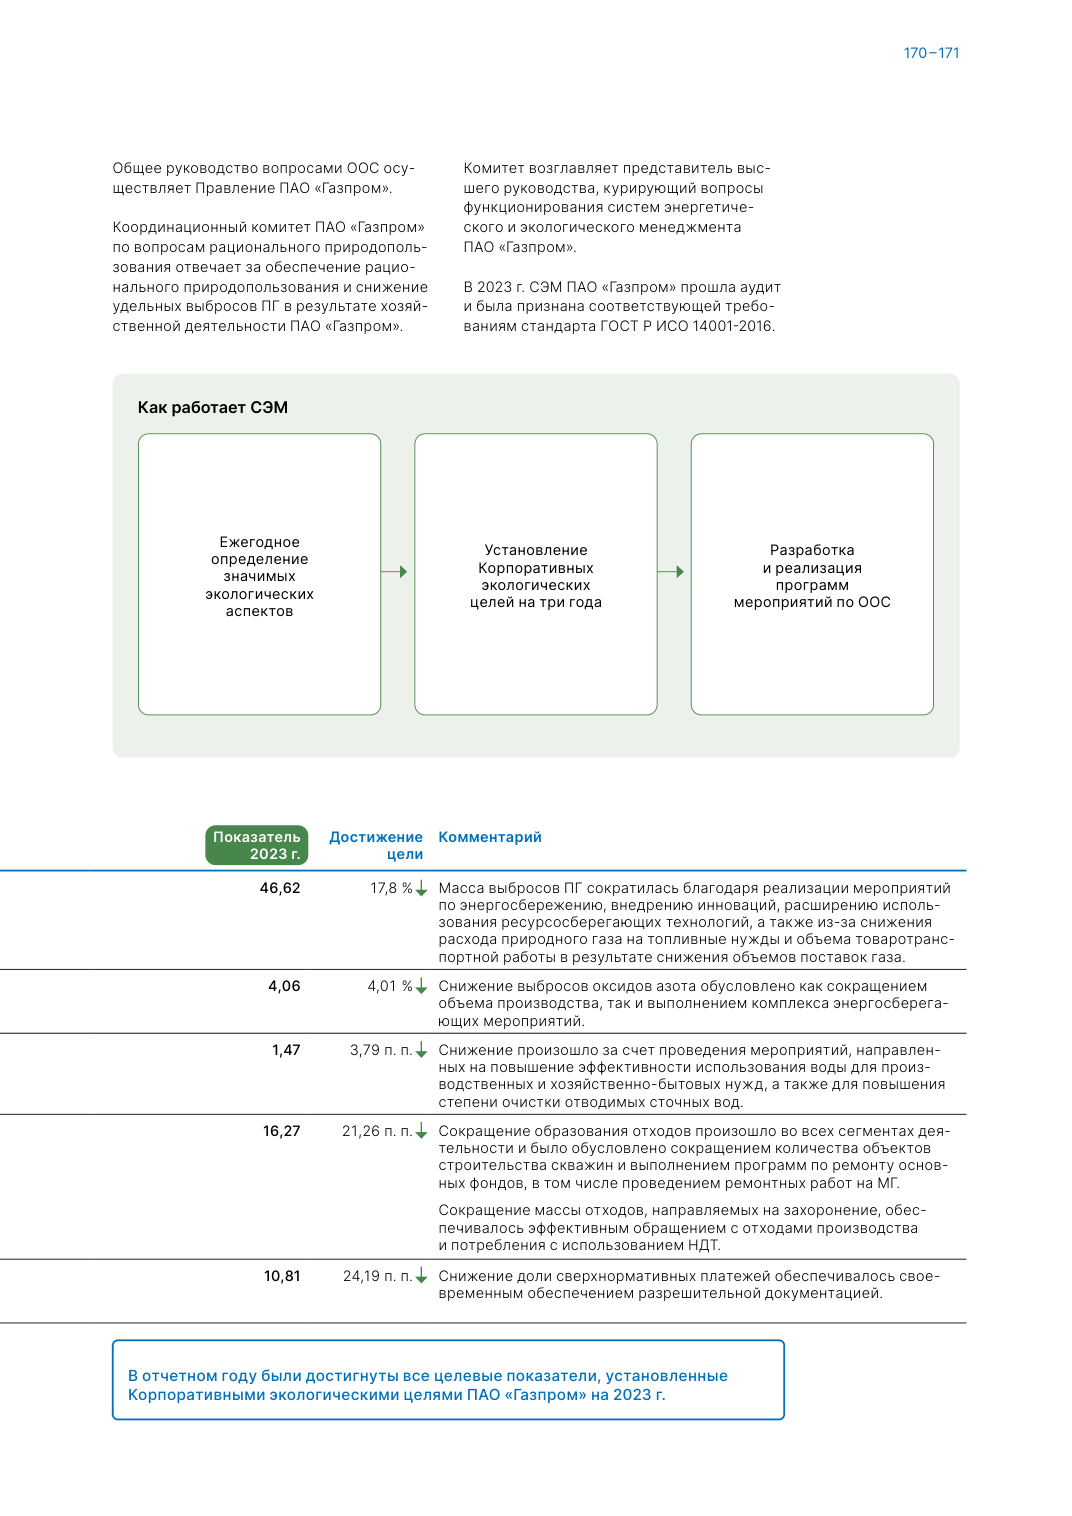 170–171
Общее руководство вопросами ООС осу-
ществляет Правление ПАО «Газпром».
Координационный комитет ПАО «Газпром»
по вопросам рационального природополь-
зования отвечает за обеспечение рацио-
нального природопользования и снижение
удельных выбросов ПГ в результате хозяй-
ственной деятельности ПАО «Газпром».
Комитет возглавляет представитель выс-
шего руководства, курирующий вопросы
функционирования систем энергетиче-
ского и экологического менеджмента
ПАО «Газпром».
В 2023 г. СЭМ ПАО «Газпром» прошла аудит
и была признана соответствующей требо-
ваниям стандарта ГОСТ Р ИСО 14001-2016.
Как работает СЭМ
Ежегодное
определение
значимых
экологических
аспектов
Установление
Корпоративных
экологических
целей на три года
Разработка
и реализация
программ
мероприятий по ООС
Показатель
2023 г.
Достижение
цели
Комментарий
46,62
17,8 %
Масса выбросов ПГ сократилась благодаря реализации мероприятий
по энергосбережению, внедрению инноваций, расширению исполь-
зования ресурсосберегающих технологий, а также из-за снижения
расхода природного газа на топливные нужды и объема товаротранс-
портной работы в результате снижения объемов поставок газа.
4,06
4,01 %
Снижение выбросов оксидов азота обусловлено как сокращением
объема производства, так и выполнением комплекса энергосберега-
ющих мероприятий.
1,47
3,79 п. п.
Снижение произошло за счет проведения мероприятий, направлен-
ных на повышение эффективности использования воды для произ-
водственных и хозяйственно-бытовых нужд, а также для повышения
степени очистки отводимых сточных вод.
16,27
21,26 п. п.
Сокращение образования отходов произошло во всех сегментах дея-
тельности и было обусловлено сокращением количества объектов
строительства скважин и выполнением программ по ремонту основ-
ных фондов, в том числе проведением ремонтных работ на МГ.
Сокращение массы отходов, направляемых на захоронение, обес-
печивалось эффективным обращением с отходами производства
и потребления с использованием НДТ.
10,81
24,19 п. п.
Снижение доли сверхнормативных платежей обеспечивалось свое-
временным обеспечением разрешительной документацией.
В отчетном году были достигнуты все целевые показатели, установленные
Корпоративными экологическими целями ПАО «Газпром» на 2023 г.